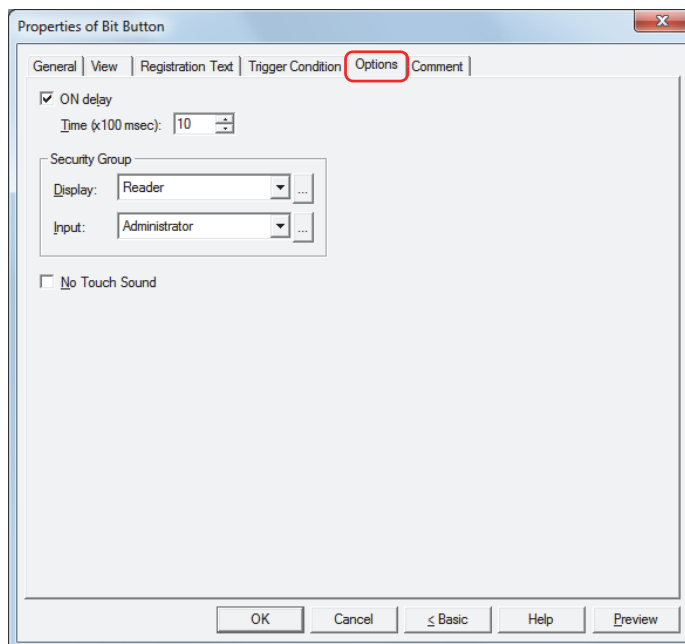 Properties of Bit Button
General View Registration Text Trigger Condition Options Comment
ON delay
Time (x100 msec): 10
Security Group
Display: Reader ...
Input: Administrator ...
No Touch Sound
OK Cancel < Basic Help Preview